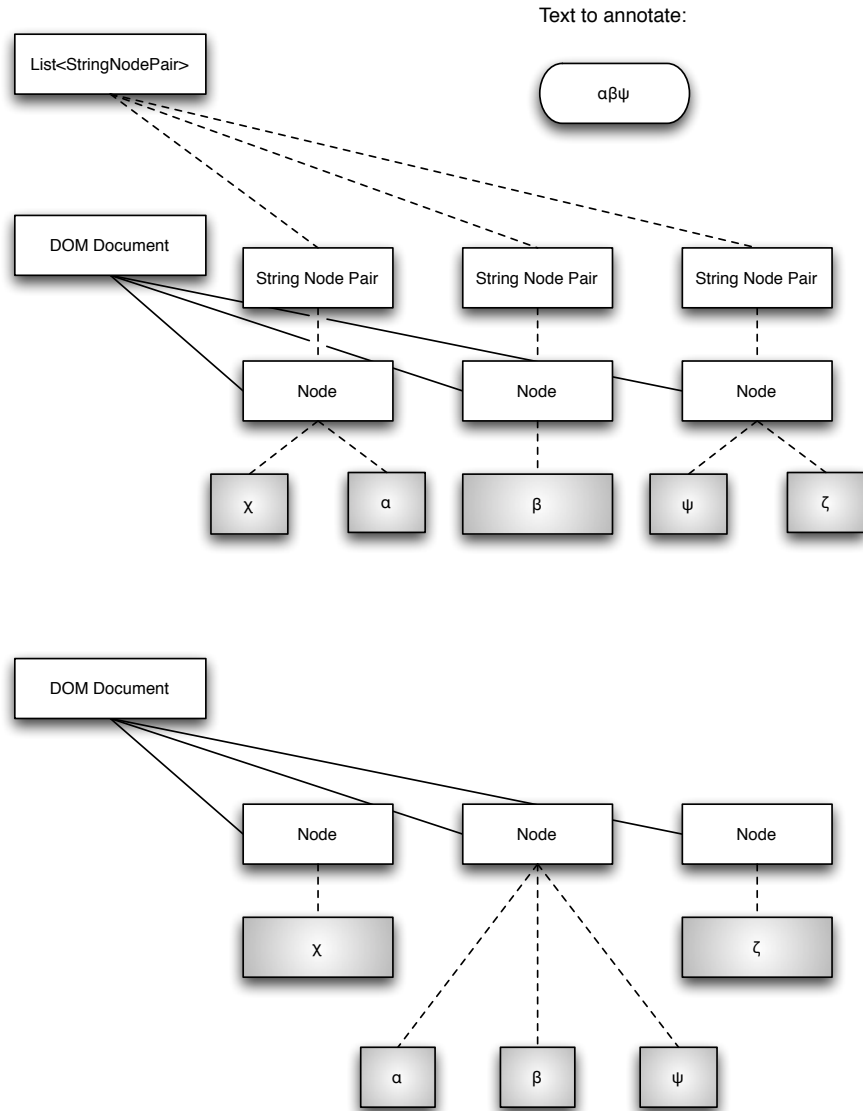 Text to annotate:
List<StringNodePair>
αβψ
DOM Document
String Node Pair
String Node Pair
String Node Pair
Node
Node
Node
χ
α
β
ψ
ζ
DOM Document
Node
Node
Node
χ
ζ
α
β
ψ